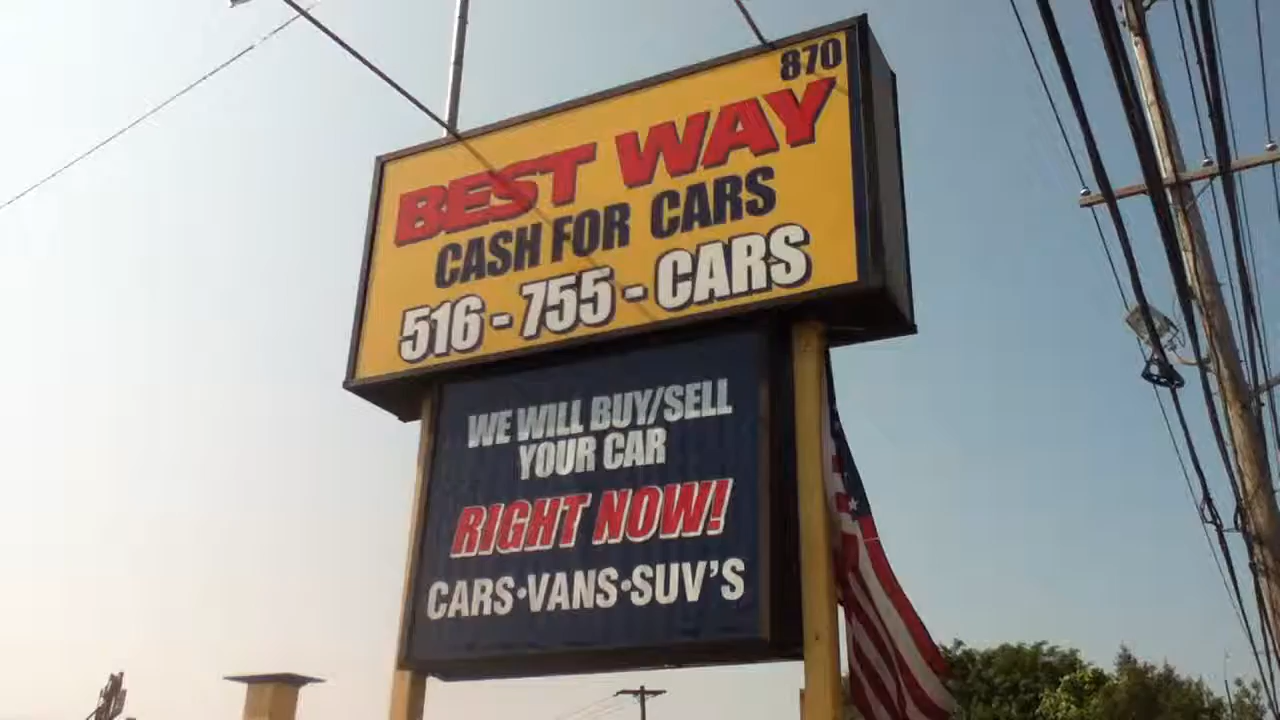 870
BEST WAY
CASH FOR CARS
516 - 755 - CARS
WE WILL BUY/SELL
YOUR CAR
RIGHT NOW!
CARS·VANS·SUV'S